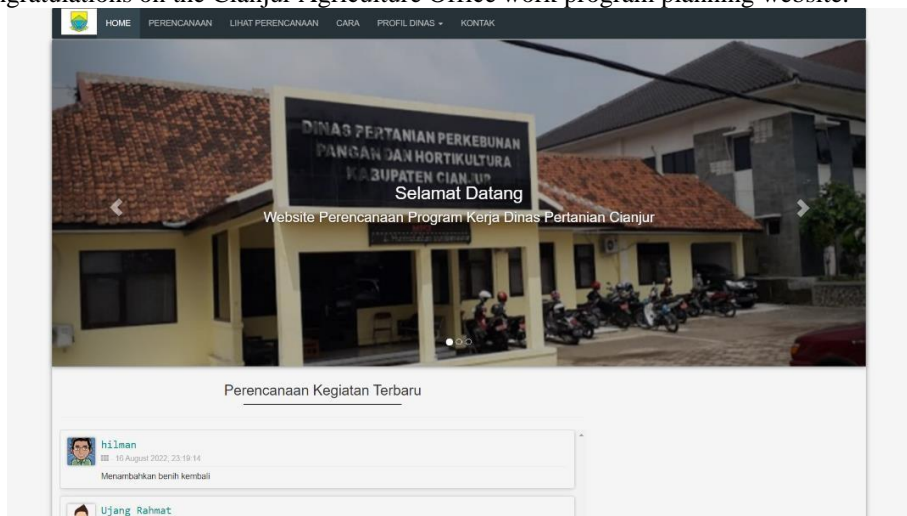 gratulations on the Cianjur Agriculture Office work program planning website.
HOME PERENCANAAN LIHAT PERENCANAAN CARA PROFIL DINAS KONTAK
DINAS PERTANIAN PERKEBUNAN
PANGAN DAN HORTIKULTURA
KABUPATEN CIANJUR
Selamat Datang
Website Perencanaan Program Kerja Dinas Pertanian Cianjur
Perencanaan Kegiatan Terbaru
hilman
10 August 2022, 23:19:14
Menambahkan benih kembali
Ujang Rahmat